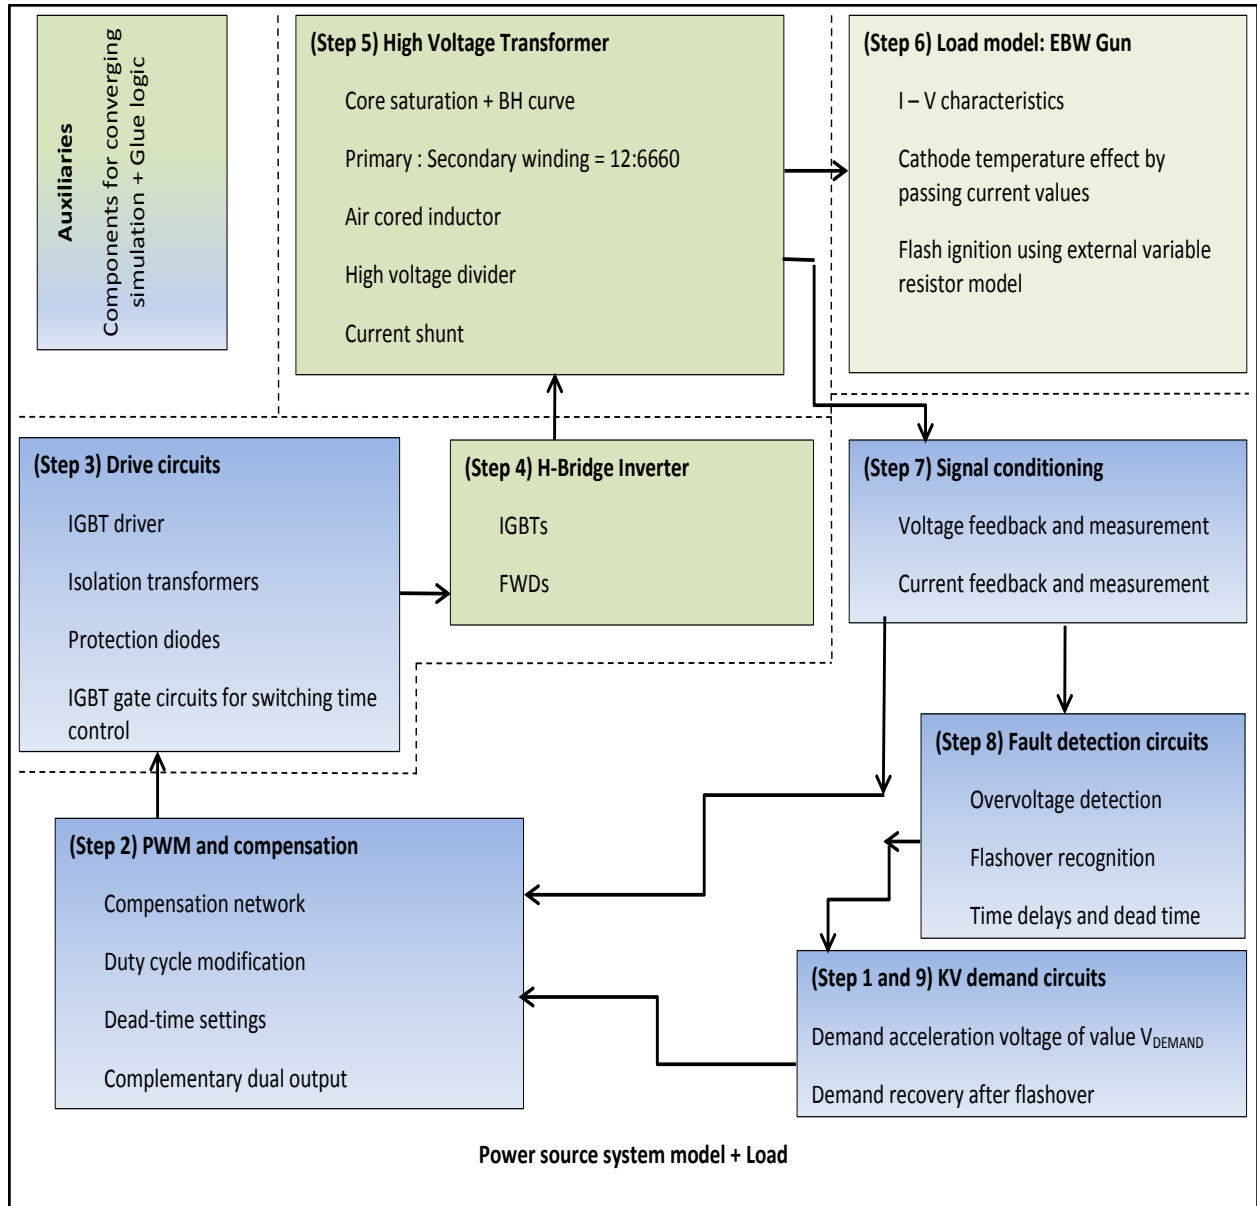 Auxiliaries
Components for converging
simulation + Glue logic
(Step 5) High Voltage Transformer
Core saturation + BH curve
Primary : Secondary winding = 12:6660
Air cored inductor
High voltage divider
Current shunt
(Step 6) Load model: EBW Gun
I – V characteristics
Cathode temperature effect by
passing current values
Flash ignition using external variable
resistor model
(Step 3) Drive circuits
IGBT driver
Isolation transformers
Protection diodes
IGBT gate circuits for switching time
control
(Step 4) H-Bridge Inverter
IGBTs
FWDs
(Step 7) Signal conditioning
Voltage feedback and measurement
Current feedback and measurement
(Step 8) Fault detection circuits
Overvoltage detection
Flashover recognition
Time delays and dead time
(Step 2) PWM and compensation
Compensation network
Duty cycle modification
Dead-time settings
Complementary dual output
(Step 1 and 9) KV demand circuits
Demand acceleration voltage of value VDEMAND
Demand recovery after flashover
Power source system model + Load